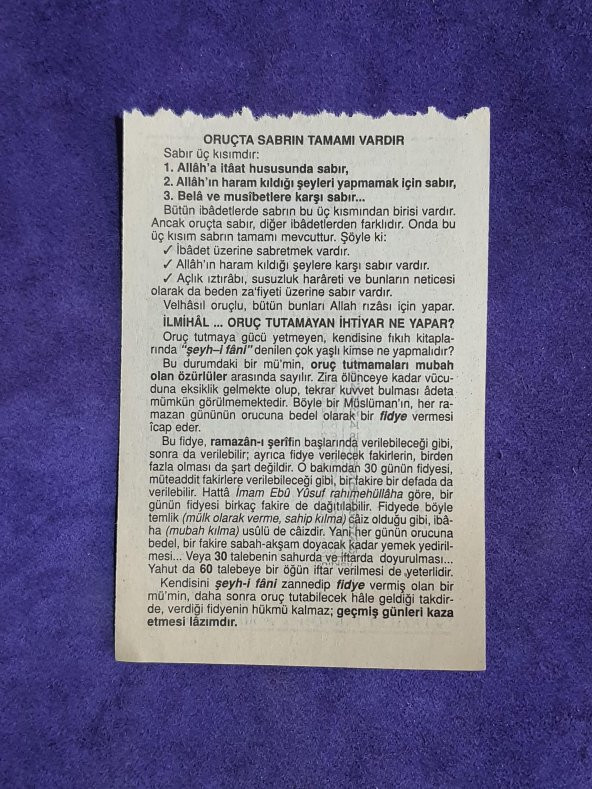 ORUÇTA SABRIN TAMAMI VARDIR
Sabır üç kısımdır:
1. Allâh'a itâat hususunda sabır,
2. Allâh'ın haram kıldığı şeyleri yapmamak için sabır,
3. Belâ ve musibetlere karşı sabır...
Bütün ibâdetlerde sabrın bu üç kısmından birisi vardır.
Ancak oruçta sabır, diğer ibâdetlerden farklıdır. Onda bu
üç kısım sabrın tamamı mevcuttur. Şöyle ki:
✓ İbâdet üzerine sabretmek vardır.
✓ Allâh'ın haram kıldığı şeylere karşı sabır vardır.
✓ Açlık ıztırâbı, susuzluk harâreti ve bunların neticesi
olarak da beden za'fiyeti üzerine sabır vardır.
Velhâsıl oruçlu, bütün bunları Allah rızâsı için yapar.
İLMİHÂL ... ORUÇ TUTAMAYAN İHTİYAR NE YAPAR?
Oruç tutmaya gücü yetmeyen, kendisine fıkıh kitapla-
rında "şeyh–i fâni" denilen çok yaşlı kimse ne yapmalıdır?
Bu durumdaki bir mü'min, oruç tutmamaları mubah
olan özürlüler arasında sayılır. Zira ölünceye kadar vücu-
duna eksiklik gelmekte olup, tekrar kuvvet bulması âdeta
mümkün görülmemektedir. Böyle bir Müslüman'ın, her ra-
mazan gününün orucuna bedel olarak bir fidye vermesi
îcap eder.
Bu fidye, ramazân-ı şerîfin başlarında verilebileceği gibi,
sonra da verilebilir; ayrıca fidye verilecek fakirlerin, birden
fazla olması da şart değildir. O bakımdan 30 günün fidyesi,
müteaddit fakirlere verilebileceği gibi, bir fakire bir defada da
verilebilir. Hattâ İmam Ebû Yûsuf rahımehüllâha göre, bir
günün fidyesi birkaç fakire de dağıtılabilir. Fidyede böyle
temlik (mülk olarak verme, sahip kılma) câiz olduğu gibi, ibâ-
ha (mubah kılma) usûlü de câizdir. Yani her günün orucuna
bedel, bir fakire sabah-akşam doyacak kadar yemek yediril-
mesi... Veya 30 talebenin sahurda ve iftarda doyurulması...
Yahut da 60 talebeye bir öğün iftar verilmesi de yeterlidir.
Kendisini şeyh-i fâni zannedip fidye vermiş olan bir
mü'min, daha sonra oruç tutabilecek hâle geldiği takdir-
de, verdiği fidyenin hükmü kalmaz; geçmiş günleri kaza
etmesi lâzımdır.